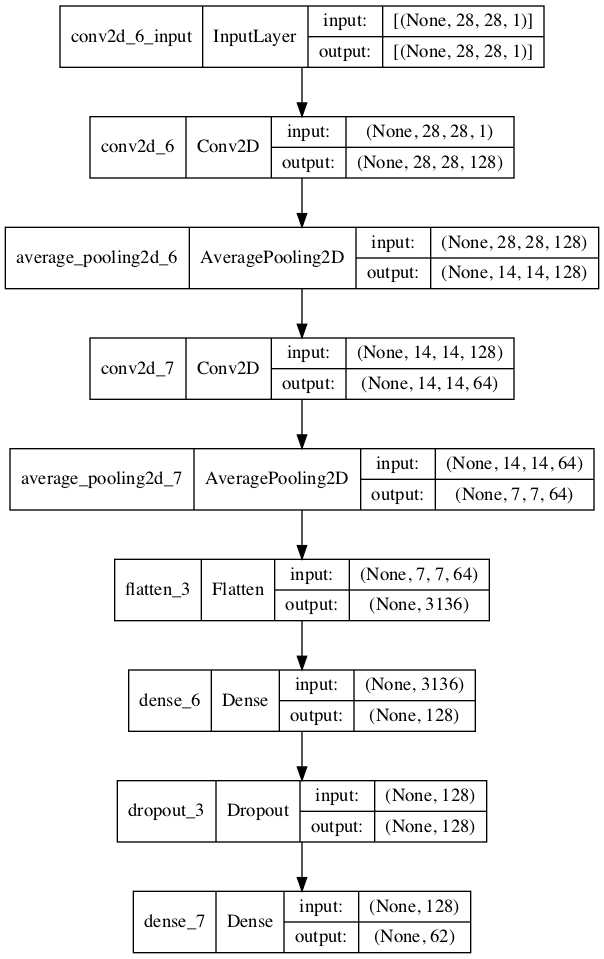 conv2d_6_input InputLayer input: [(None, 28, 28, 1)]
output: [(None, 28, 28, 1)]
conv2d_6 Conv2D input: (None, 28, 28, 1)
output: (None, 28, 28, 128)
average_pooling2d_6 AveragePooling2D input: (None, 28, 28, 128)
output: (None, 14, 14, 128)
conv2d_7 Conv2D input: (None, 14, 14, 128)
output: (None, 14, 14, 64)
average_pooling2d_7 AveragePooling2D input: (None, 14, 14, 64)
output: (None, 7, 7, 64)
flatten_3 Flatten input: (None, 7, 7, 64)
output: (None, 3136)
dense_6 Dense input: (None, 3136)
output: (None, 128)
dropout_3 Dropout input: (None, 128)
output: (None, 128)
dense_7 Dense input: (None, 128)
output: (None, 62)